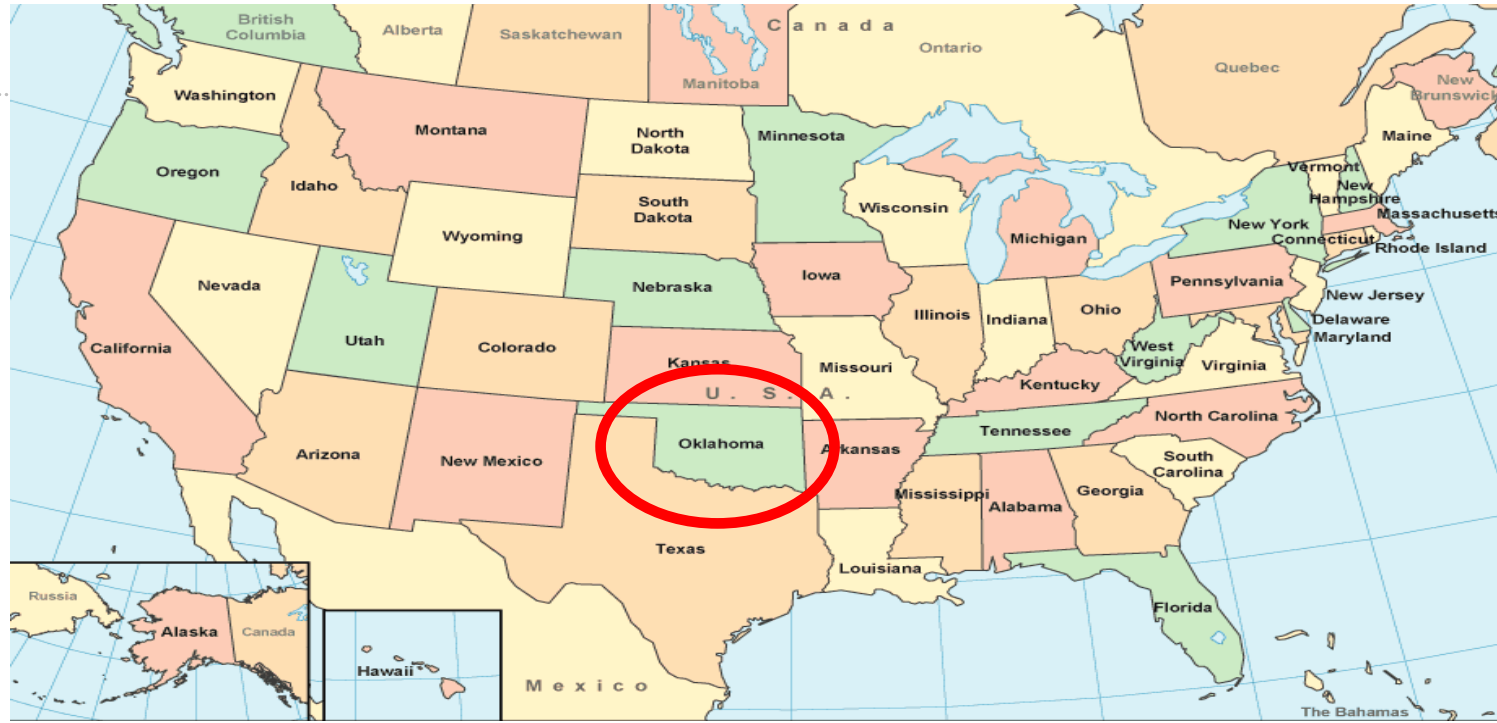 British
Columbia
Alberta
Saskatchewan
Manitoba
Canada
Ontario
Quebec
New
Brunswick
Washington
Montana
North
Dakota
Minnesota
Maine
Oregon
Idaho
South
Dakota
Wisconsin
Michigan
Vermont
New
Hampshire
Massachusetts
New York
Connecticut
Rhode Island
Wyoming
Nevada
Utah
Nebraska
Iowa
Illinois
Indiana
Ohio
Pennsylvania
New Jersey
Delaware
Maryland
West
Virginia
Virginia
California
Colorado
Kansas
Missouri
Kentucky
U. S. A.
North Carolina
Tennessee
South
Carolina
Arizona
New Mexico
Oklahoma
Arkansas
Mississippi
Alabama
Georgia
Texas
Louisiana
Florida
Russia
Alaska
Canada
Hawaii
Mexico
The Bahamas